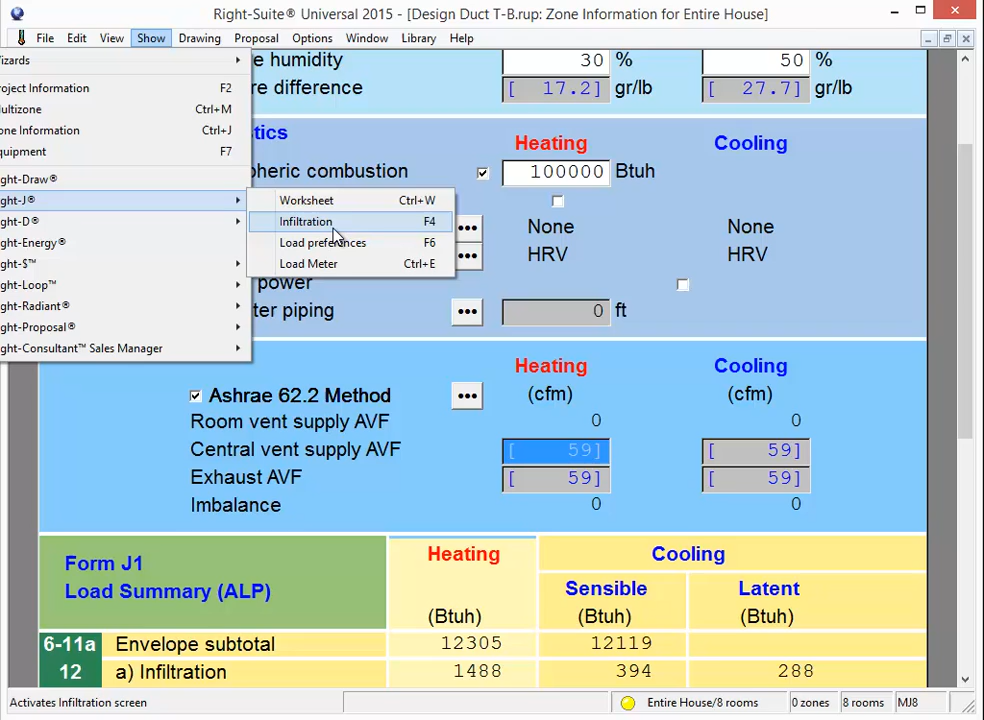 Right-Suite® Universal 2015 - [Design Duct T-B.rup: Zone Information for Entire House]
File Edit View Show Drawing Proposal Options Window Library Help
izards
roject Information F2
ultizone Ctrl+M
one Information Ctrl+J
quipment F7
ght-Draw®
ght-J®
ght-D®
ght-Energy®
ght-$™
ght-Loop™
ght-Radiant®
ght-Proposal®
ght-Consultant™ Sales Manager
Worksheet Ctrl+W
Infiltration F4
Load preferences F6
Load Meter Ctrl+E
e humidity 30 % 50 %
re difference [ 17.2] gr/lb [ 27.7] gr/lb
tics Heating Cooling
pheric combustion 100000 Btuh
None None
HRV HRV
power
ter piping ••• 0 ft
Heating Cooling
Ashrae 62.2 Method ••• (cfm) (cfm)
Room vent supply AVF 0 0
Central vent supply AVF [ 59] [ 59]
Exhaust AVF [ 59] [ 59]
Imbalance 0 0
Form J1 Heating Cooling
Load Summary (ALP) Sensible Latent
(Btuh) (Btuh) (Btuh)
6-11a Envelope subtotal 12305 12119
12 a) Infiltration 1488 394 288
Activates Infiltration screen Entire House/8 rooms 0 zones 8 rooms MJ8